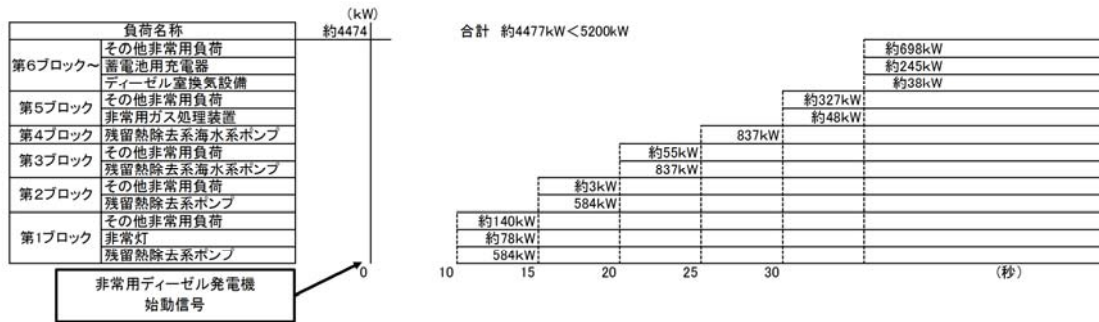 (kW)
負荷名称 約4474 合計 約4477kW<5200kW
第6ブロック~ その他非常用負荷 約698kW
蓄電池用充電器 約245kW
ディーゼル室換気設備 約38kW
第5ブロック その他非常用負荷 約327kW
非常用ガス処理装置 約48kW
第4ブロック 残留熱除去系海水系ポンプ 837kW
第3ブロック その他非常用負荷 約55kW
残留熱除去系海水系ポンプ 837kW
第2ブロック その他非常用負荷 約3kW
残留熱除去系ポンプ 584kW
第1ブロック その他非常用負荷 約140kW
非常灯 約78kW
残留熱除去系ポンプ 584kW
0 10 15 20 25 30 (秒)
非常用ディーゼル発電機
始動信号